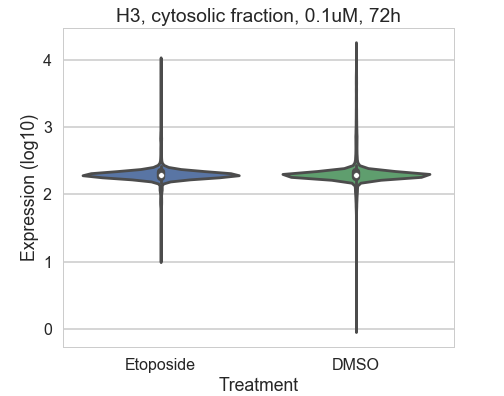 H3, cytosolic fraction, 0.1uM, 72h
Expression (log10)
4
3
2
1
0
Etoposide DMSO
Treatment